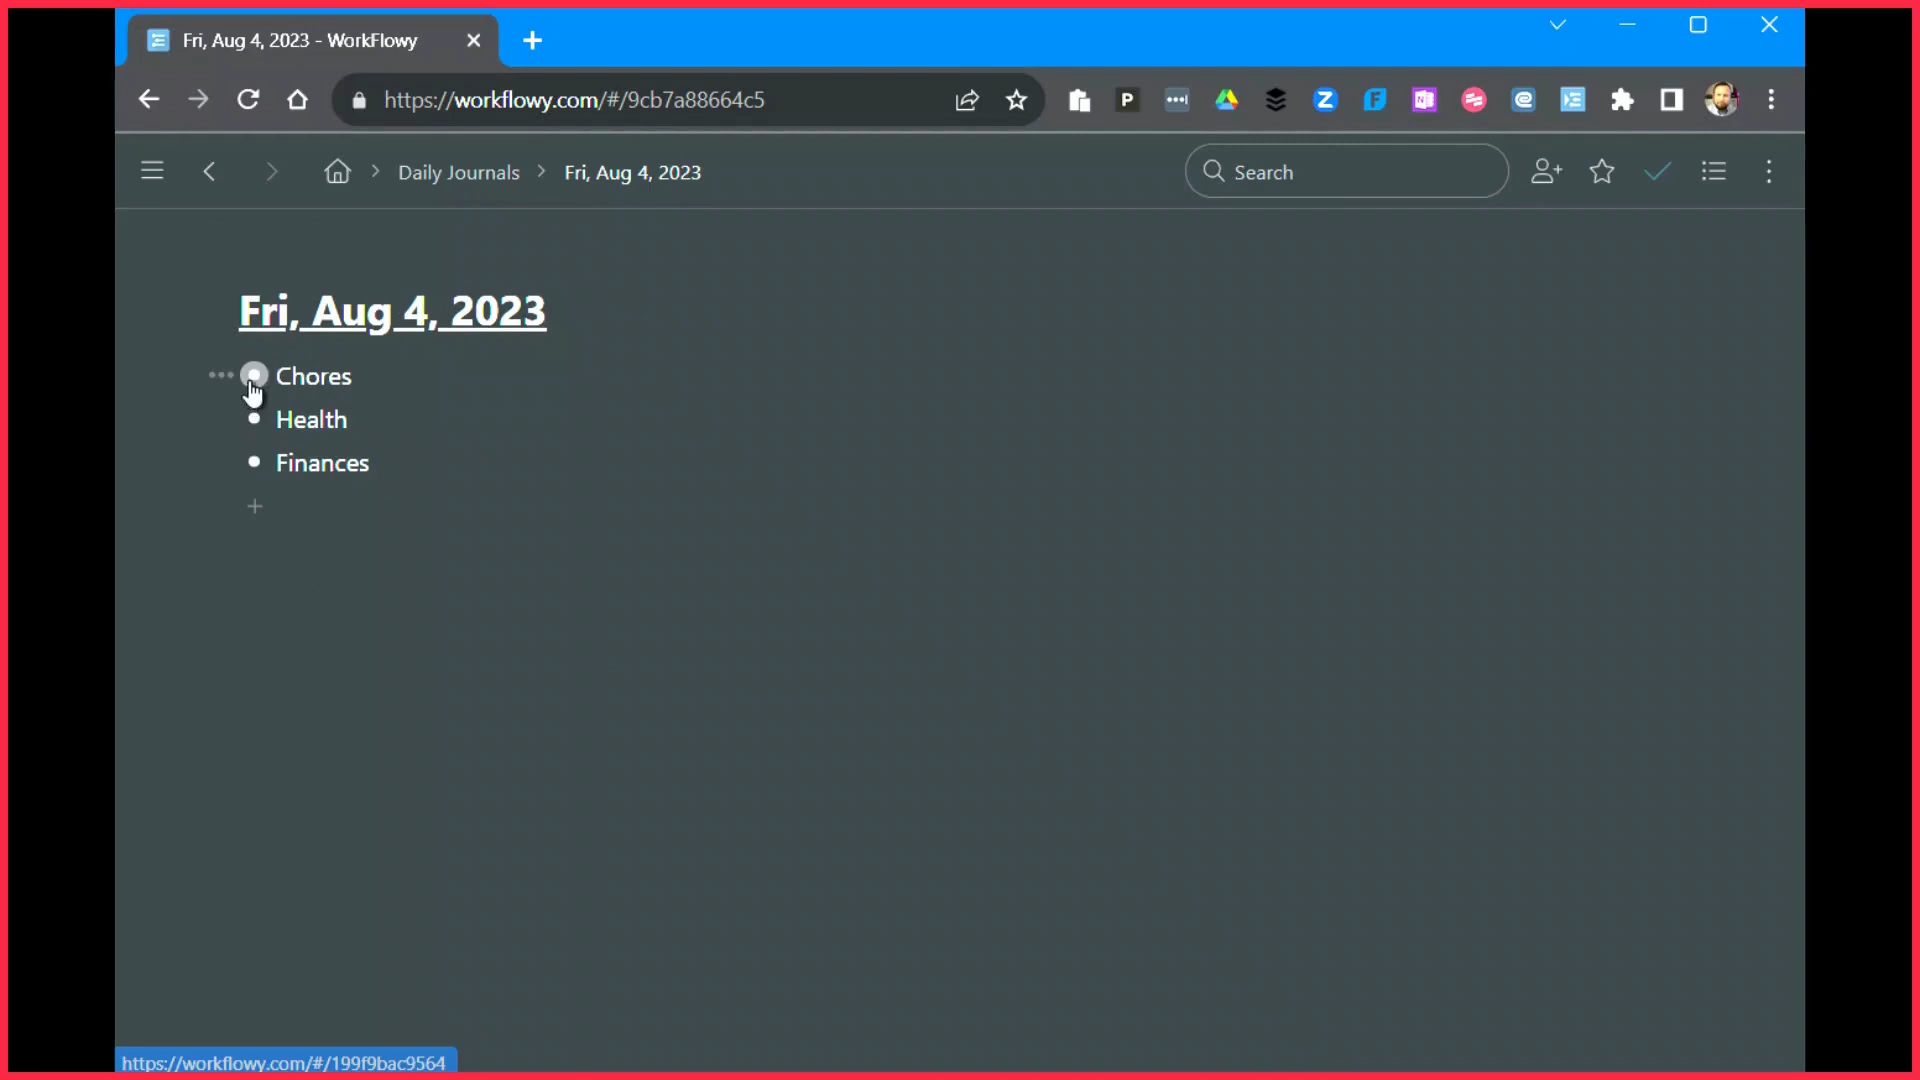 Fri, Aug 4, 2023 - WorkFlowy
https://workflowy.com/#/9cb7a88664c5
Daily Journals
Fri, Aug 4, 2023
Search
Fri, Aug 4, 2023
Chores
Health
Finances
https://workflowy.com/#/199f9bac9564